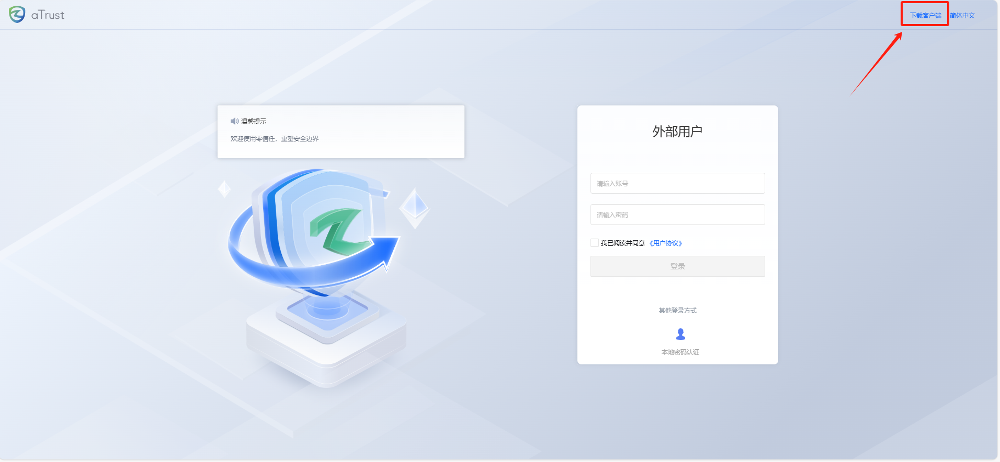 aTrust
下载客户端 简体中文
温馨提示
欢迎使用零信任，重塑安全边界
外部用户
请输入账号
请输入密码
我已阅读并同意 《用户协议》
登录
其他登录方式
本地密码认证